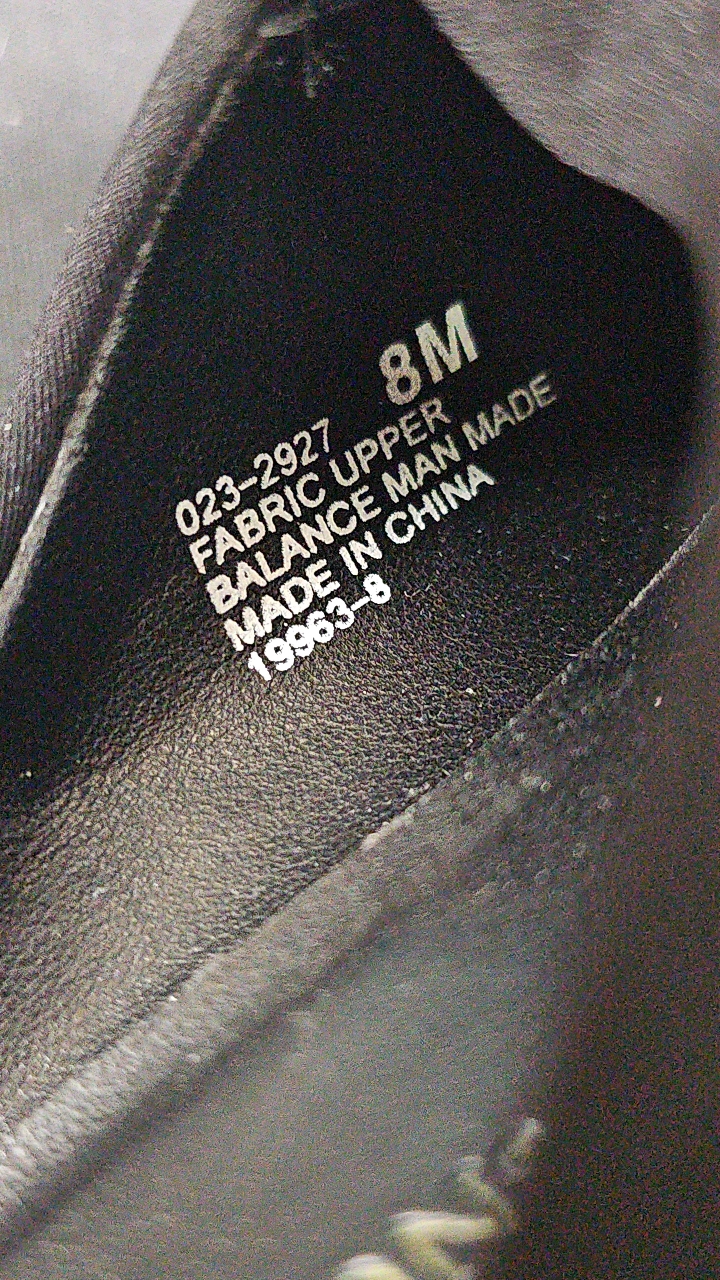 023-2927 8M
FABRIC UPPER
BALANCE MAN MADE
MADE IN CHINA
19963-8